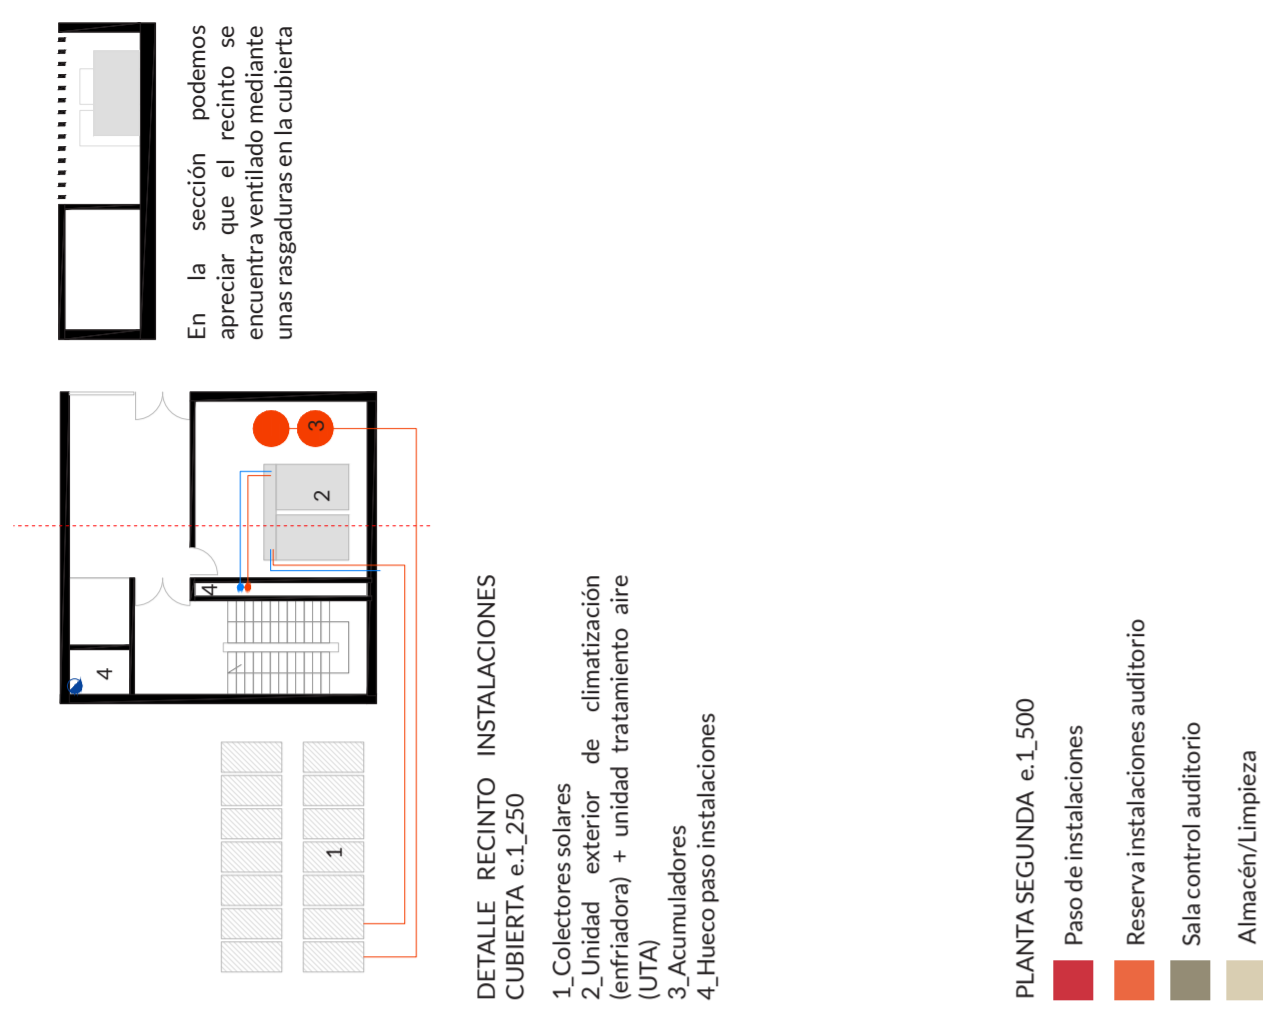 En la sección podemos
apreciar que el recinto se
encuentra ventilado mediante
unas rasgaduras en la cubierta
3
2
4
4
1
DETALLE RECINTO INSTALACIONES
CUBIERTA e.1_250
1_Colectores solares
2_Unidad exterior de climatización
(enfriadora) + unidad tratamiento aire
(UTA)
3_Acumuladores
4_Hueco paso instalaciones
PLANTA SEGUNDA e.1_500
Paso de instalaciones
Reserva instalaciones auditorio
Sala control auditorio
Almacén/Limpieza